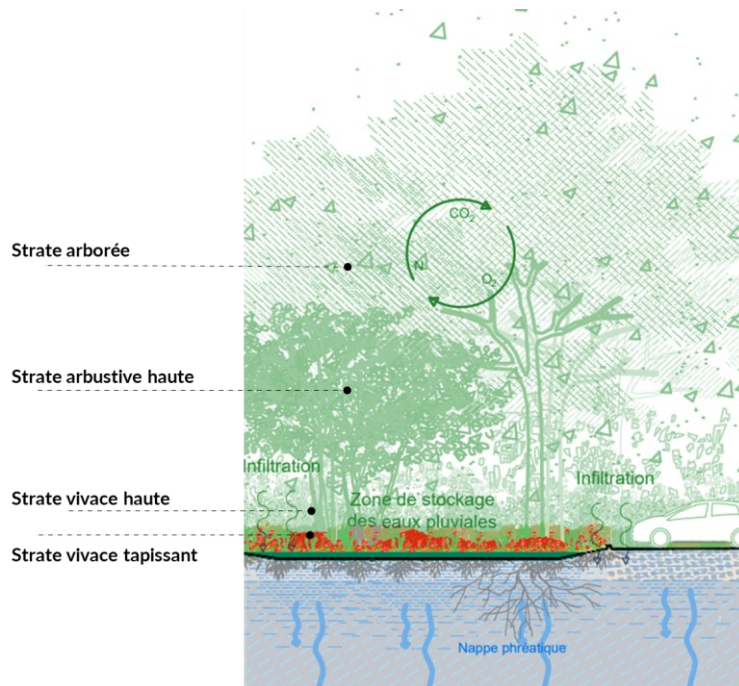 CO₂
N
O₂
Strate arborée
Strate arbustive haute
Infiltration
Infiltration
Strate vivace haute
Zone de stockage
des eaux pluviales
Strate vivace tapissant
Nappe phréatique